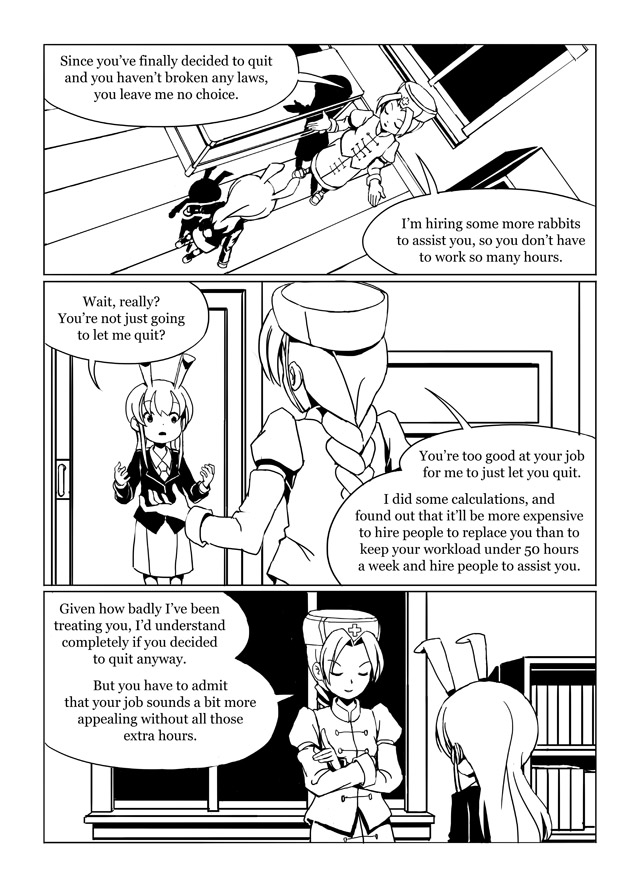 Since you've finally decided to quit
and you haven't broken any laws,
you leave me no choice.
I'm hiring some more rabbits
to assist you, so you don't have
to work so many hours.
Wait, really?
You're not just going
to let me quit?
You're too good at your job
for me to just let you quit.
I did some calculations, and
found out that it'll be more expensive
to hire people to replace you than to
keep your workload under 50 hours
a week and hire people to assist you.
Given how badly I've been
treating you, I'd understand
completely if you decided
to quit anyway.
But you have to admit
that your job sounds a bit more
appealing without all those
extra hours.